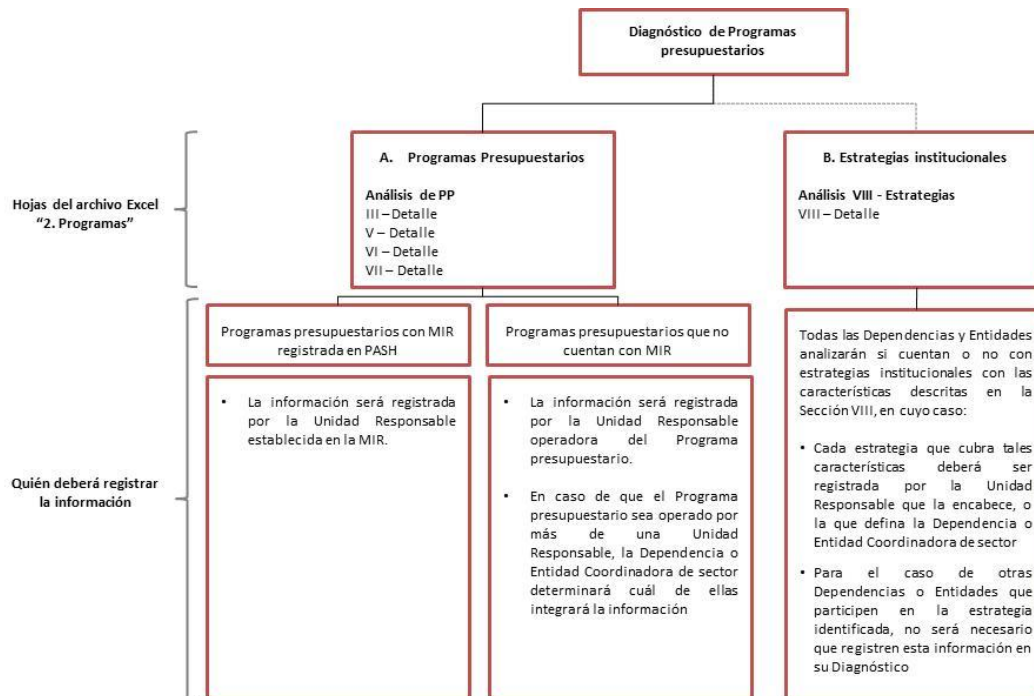 Diagnóstico de Programas
presupuestarios
Hojas del archivo Excel
“2. Programas”
A. Programas Presupuestarios
Análisis de PP
III – Detalle
V – Detalle
VI – Detalle
VII – Detalle
B. Estrategias institucionales
Análisis VIII - Estrategias
VIII – Detalle
Quién deberá registrar
la información
Programas presupuestarios con MIR
registrada en PASH
• La información será registrada
por la Unidad Responsable
establecida en la MIR.
Programas presupuestarios que no
cuentan con MIR
• La información será registrada
por la Unidad Responsable
operadora del Programa
presupuestario.
• En caso de que el Programa
presupuestario sea operado por
más de una Unidad
Responsable, la Dependencia o
Entidad Coordinadora de sector
determinará cuál de ellas
integrará la información
Todas las Dependencias y Entidades
analizarán si cuentan o no con
estrategias institucionales con las
características descritas en la
Sección VIII, en cuyo caso:
• Cada estrategia que cubra tales
características deberá ser
registrada por la Unidad
Responsable que la encabece, o
la que defina la Dependencia o
Entidad Coordinadora de sector
• Para el caso de otras
Dependencias o Entidades que
participen en la estrategia
identificada, no será necesario
que registren esta información en
su Diagnóstico